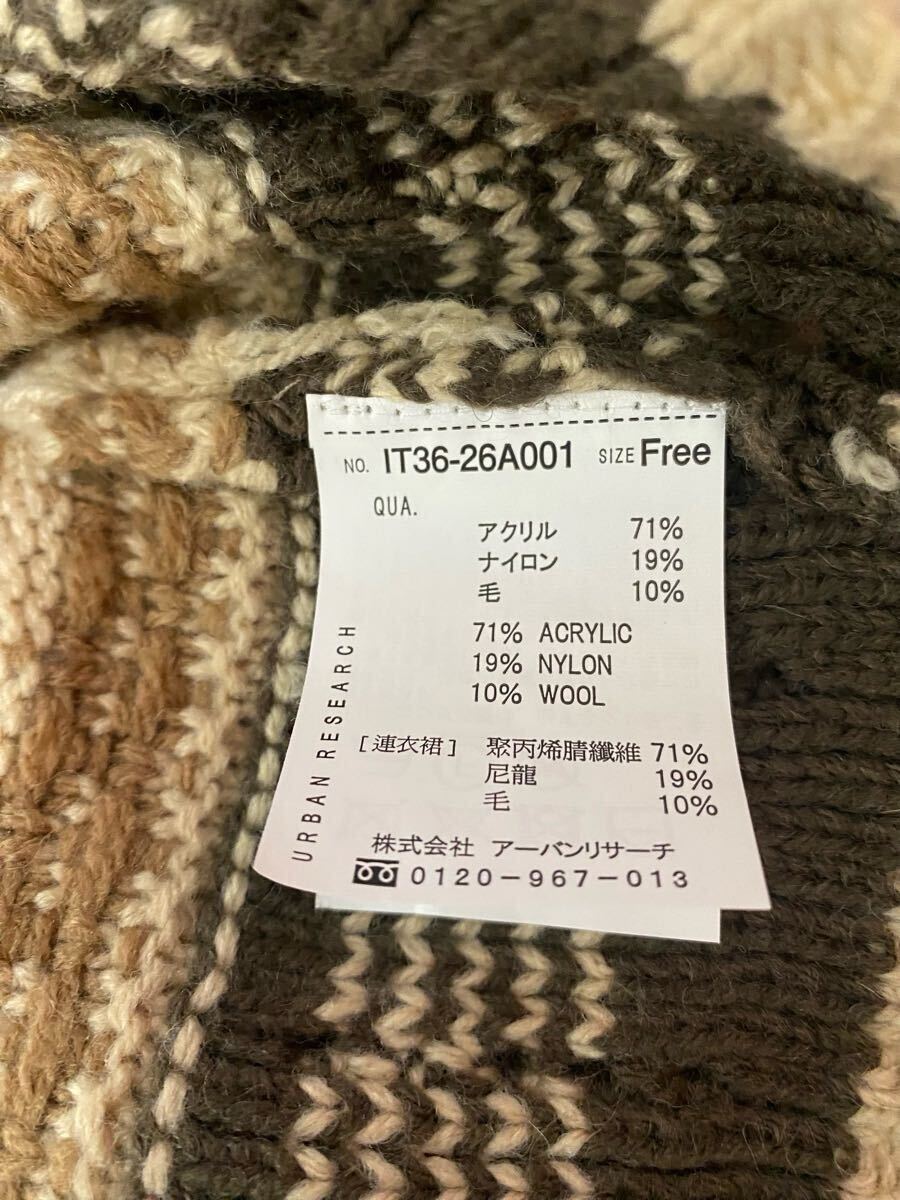 NO. IT36-26A001 SIZE Free
QUA.
アクリル 71%
ナイロン 19%
毛 10%
71% ACRYLIC
19% NYLON
10% WOOL
[連衣裙] 聚丙烯腈纖維 71%
尼龍 19%
毛 10%
株式会社 アーバンリサーチ
0120-967-013
URBAN RESEARCH